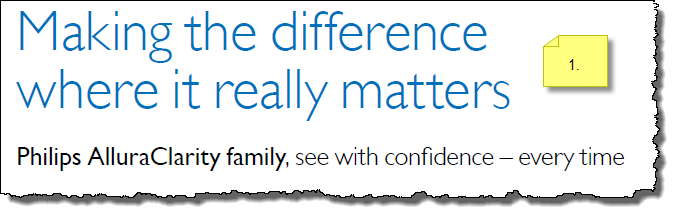 Making the difference
where it really matters
1.
Philips AlluraClarity family, see with confidence – every time